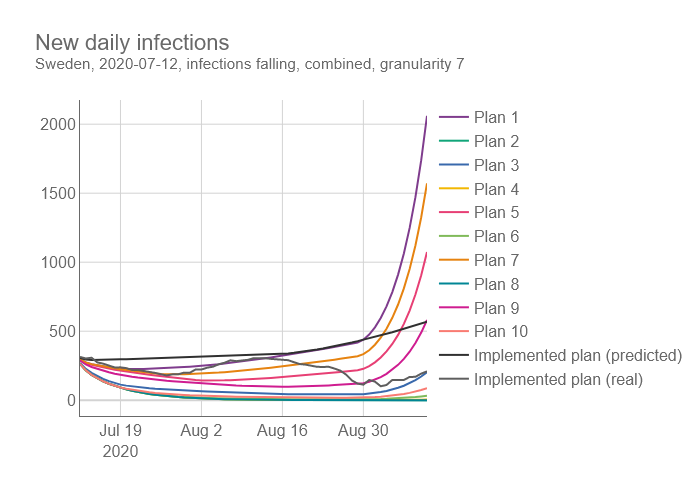 New daily infections
Sweden, 2020-07-12, infections falling, combined, granularity 7
2000
1500
1000
500
0
Jul 19
2020
Aug 2
Aug 16
Aug 30
Plan 1
Plan 2
Plan 3
Plan 4
Plan 5
Plan 6
Plan 7
Plan 8
Plan 9
Plan 10
Implemented plan (predicted)
Implemented plan (real)